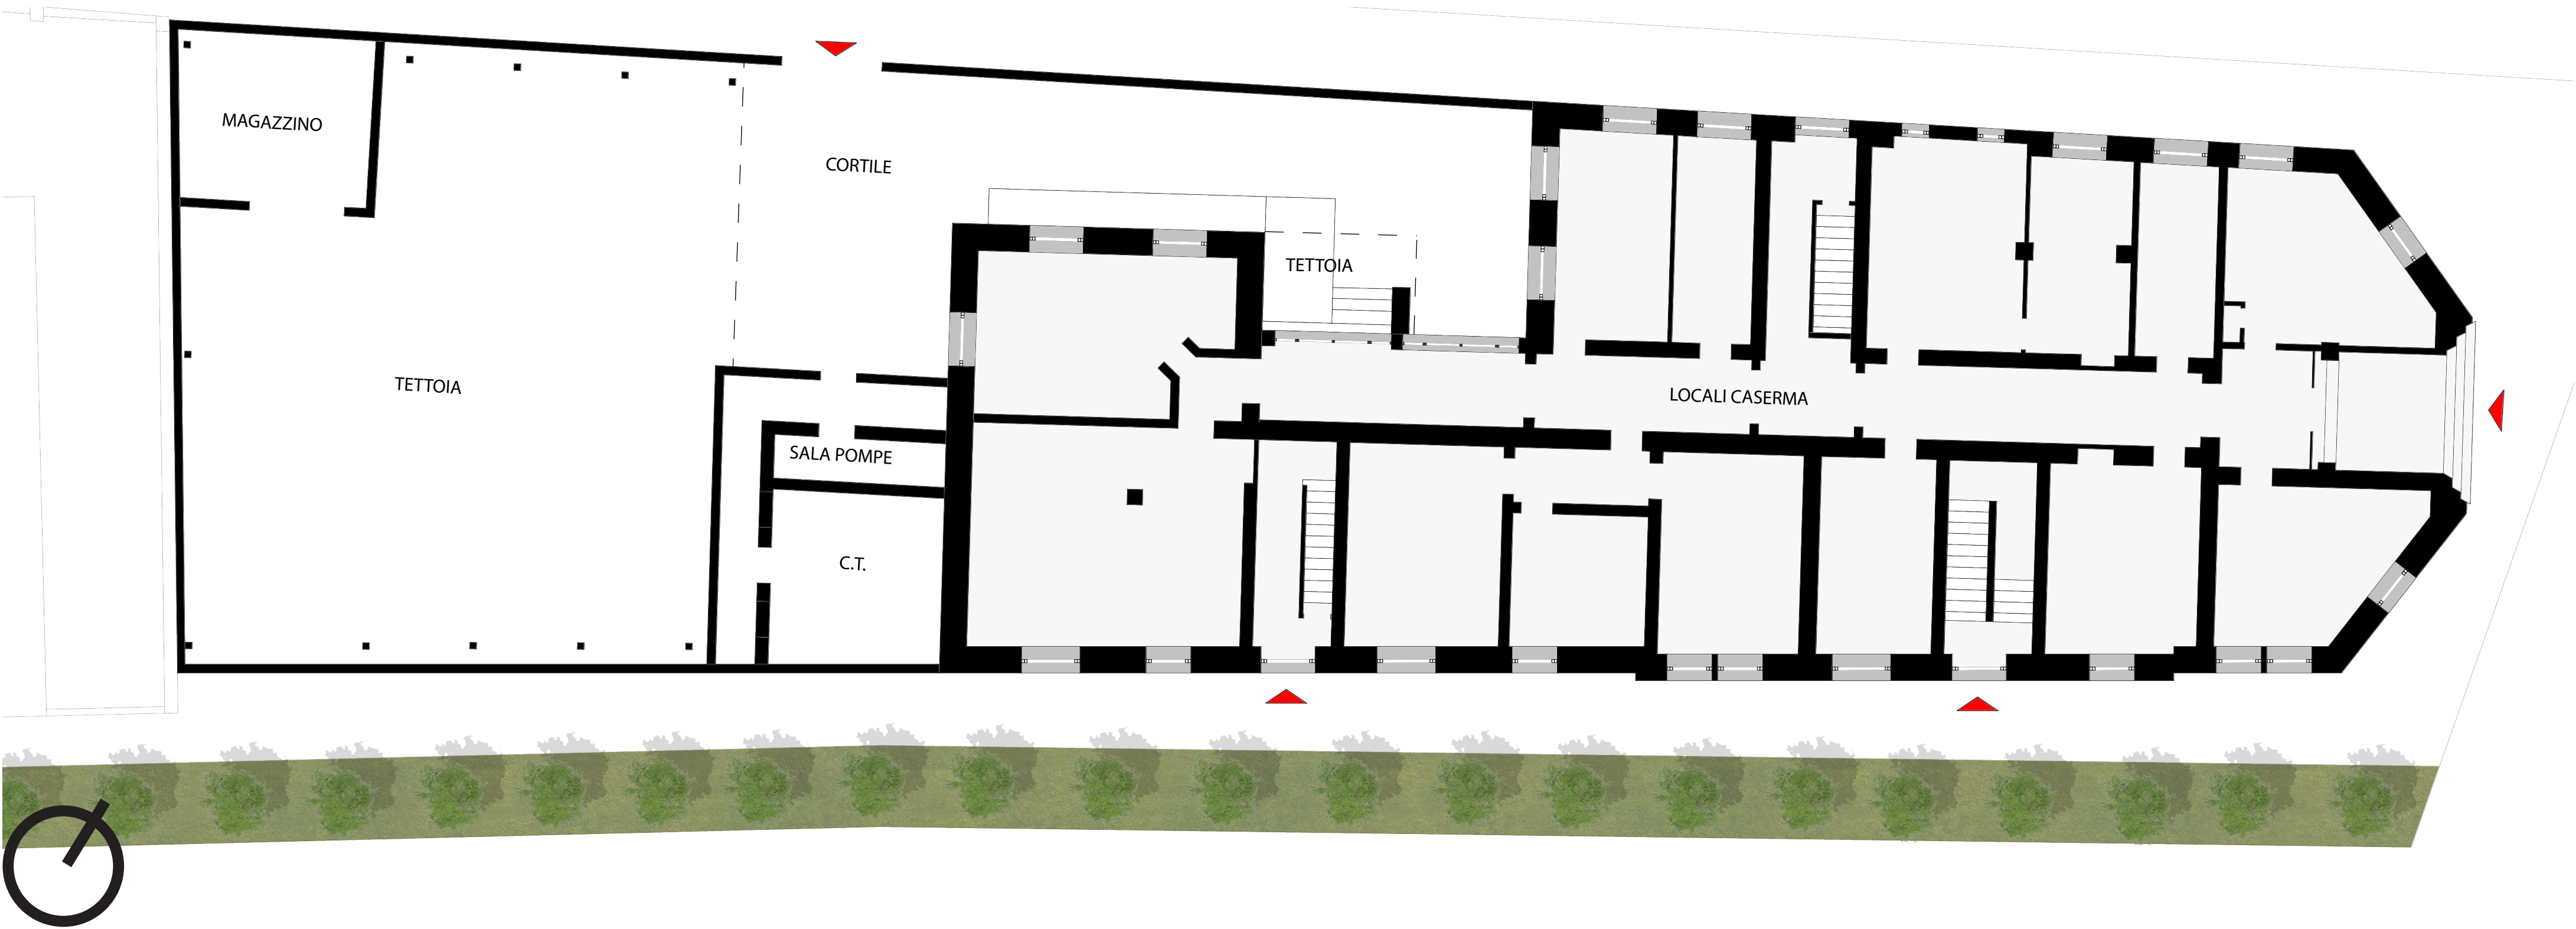 MAGAZZINO
CORTILE
TETTOIA
TETTOIA
LOCALI CASERMA
SALA POMPE
C.T.